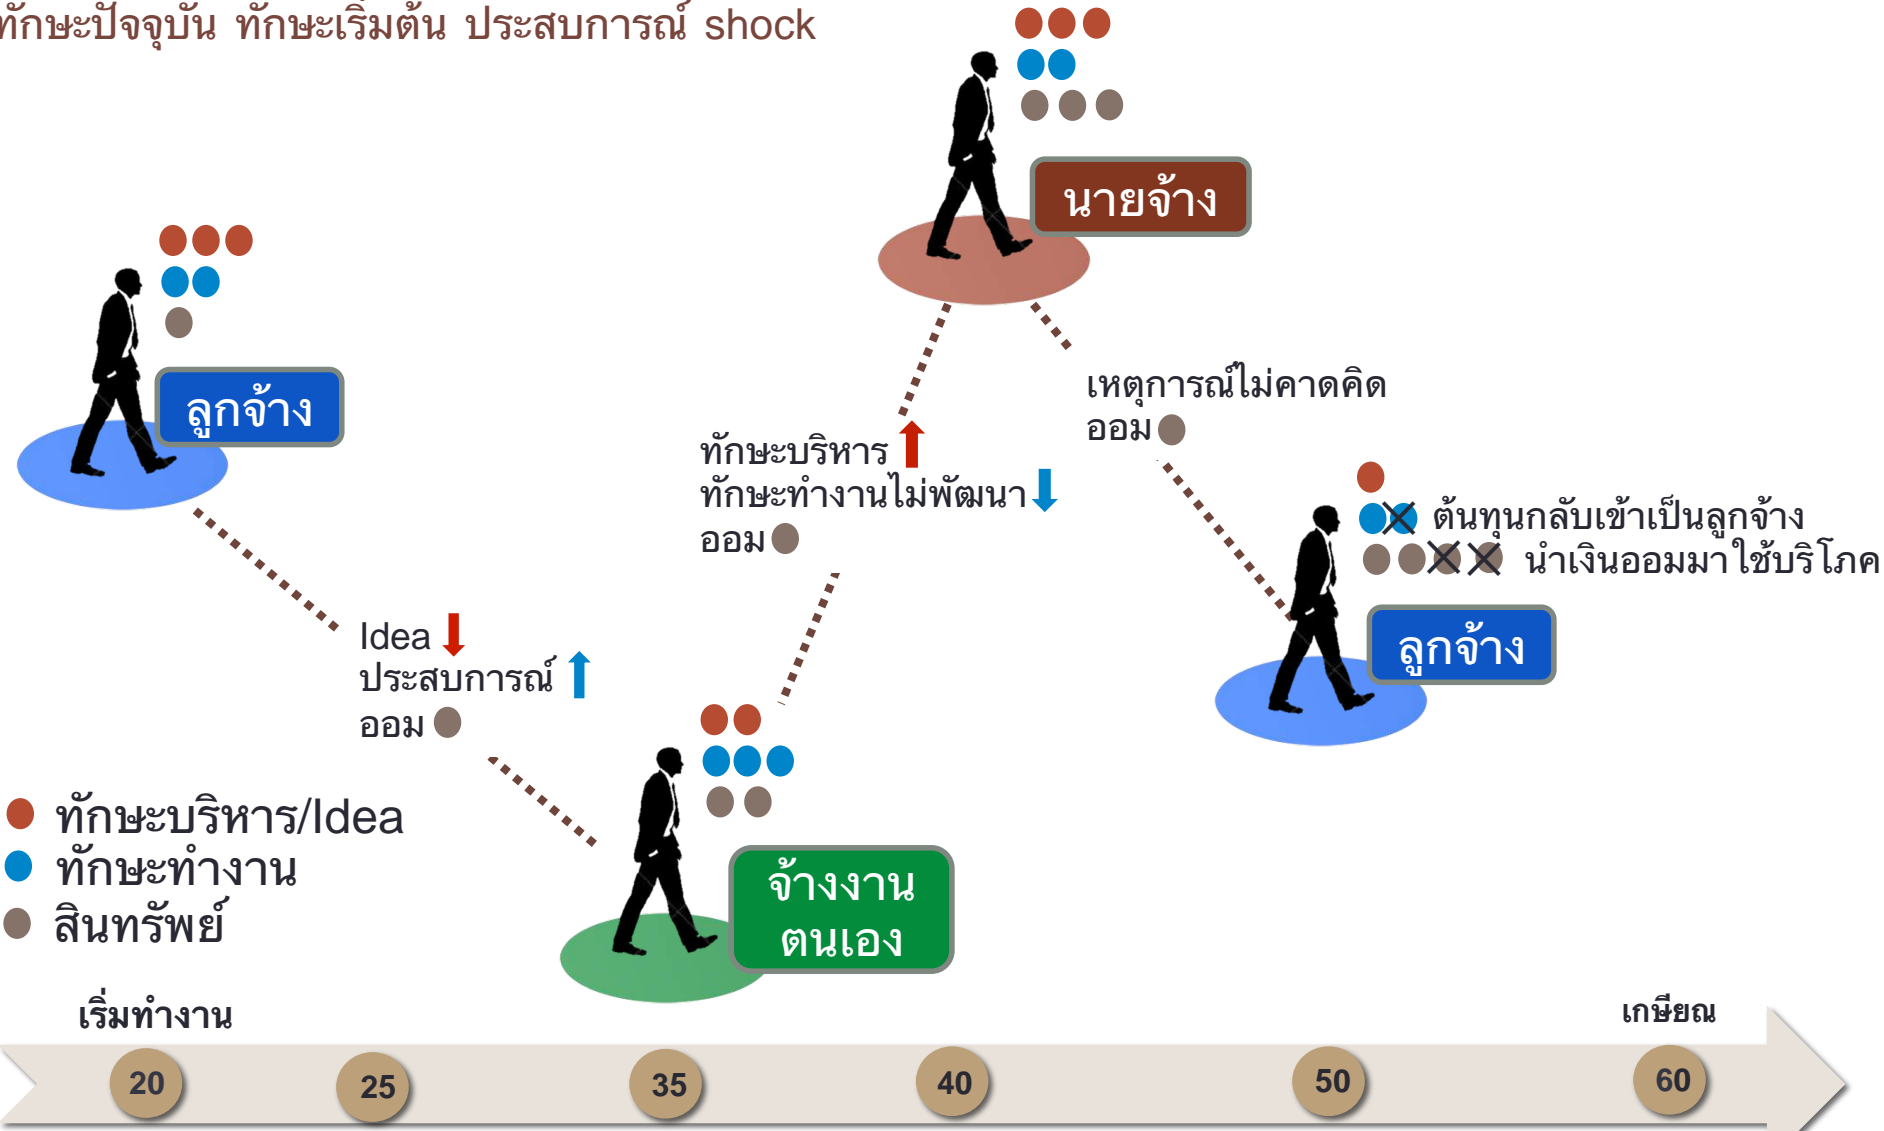 ทักษะปัจจุบัน ทักษะเริ่มต้น ประสบการณ์ shock
นายจ้าง
ลูกจ้าง
เหตุการณ์ไม่คาดคิด
ออม
ทักษะบริหาร
ทักษะทำงานไม่พัฒนา
ออม
ต้นทุนกลับเข้าเป็นลูกจ้าง
นำเงินออมมาใช้บริโภค
ลูกจ้าง
Idea
ประสบการณ์
ออม
ทักษะบริหาร/Idea
ทักษะทำงาน
สินทรัพย์
จ้างงาน
ตนเอง
เริ่มทำงาน
เกษียณ
20
25
35
40
50
60